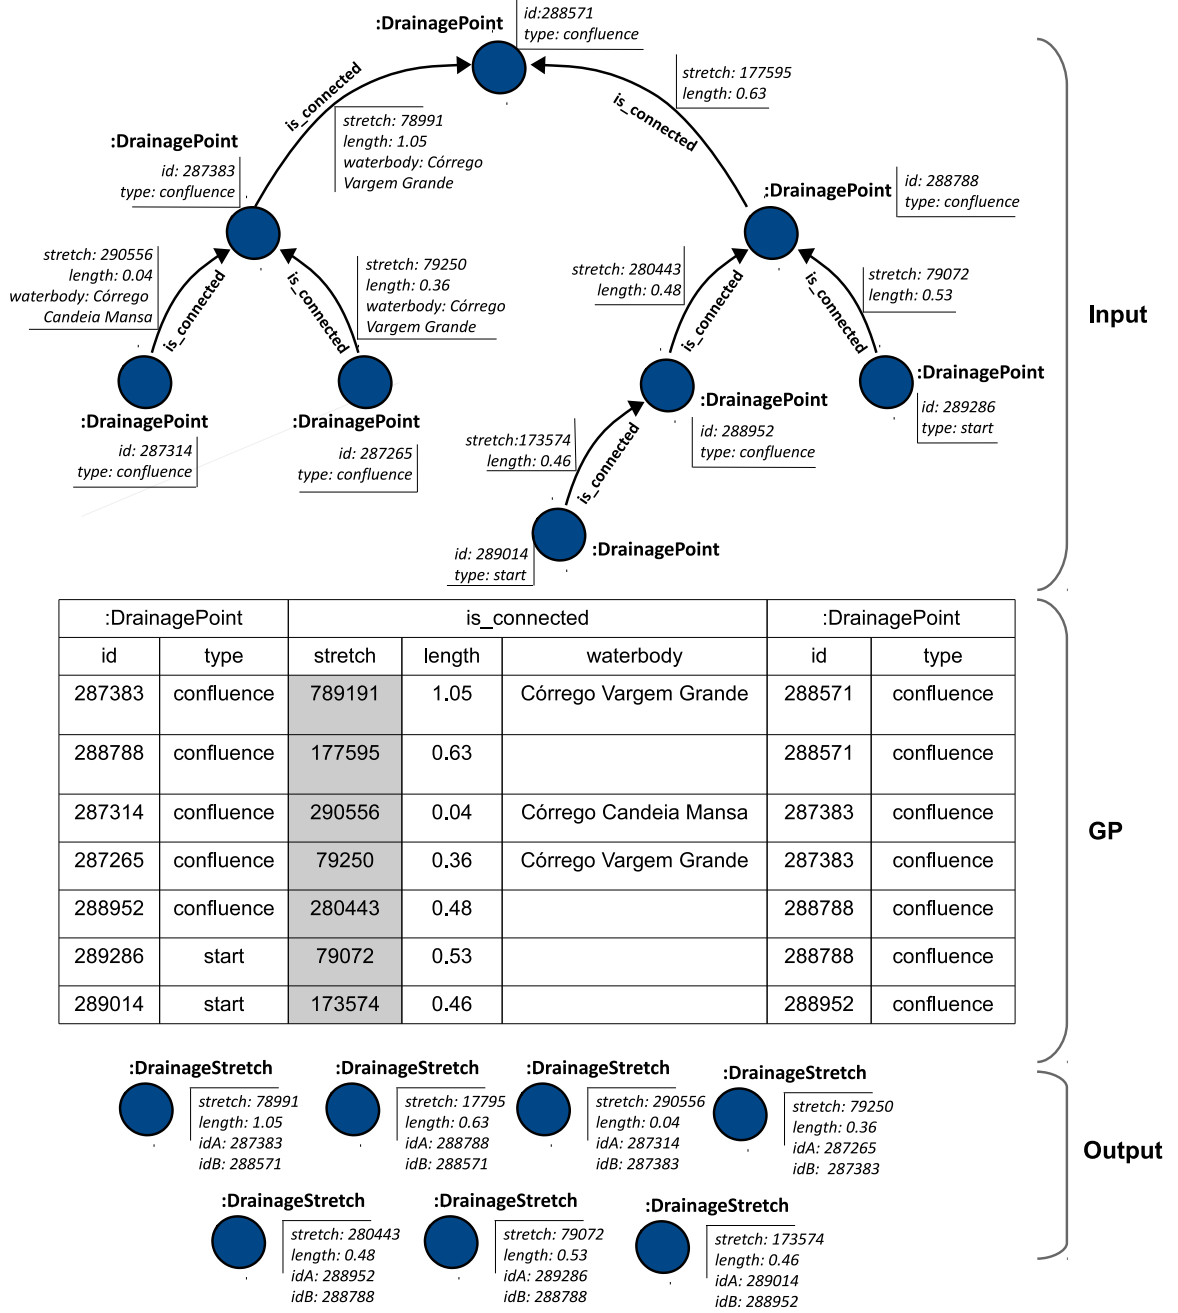 :DrainagePoint
id:288571
type: confluence
stretch: 177595
length: 0.63
is_connected
is_connected
stretch: 78991
length: 1.05
waterbody: Córrego
Vargem Grande
:DrainagePoint
id: 287383
type: confluence
:DrainagePoint
id: 288788
type: confluence
stretch: 290556
length: 0.04
waterbody: Córrego
Candeia Mansa
is_connected
is_connected
stretch: 79250
length: 0.36
waterbody: Córrego
Vargem Grande
stretch: 280443
length: 0.48
is_connected
is_connected
stretch: 79072
length: 0.53
Input
:DrainagePoint
id: 287314
type: confluence
:DrainagePoint
id: 287265
type: confluence
:DrainagePoint
id: 288952
type: confluence
:DrainagePoint
id: 289286
type: start
stretch:173574
length: 0.46
is_connected
:DrainagePoint
id: 289014
type: start
:DrainagePoint is_connected :DrainagePoint
id type stretch length waterbody id type
287383 confluence 789191 1.05 Córrego Vargem Grande 288571 confluence
288788 confluence 177595 0.63 288571 confluence
287314 confluence 290556 0.04 Córrego Candeia Mansa 287383 confluence
287265 confluence 79250 0.36 Córrego Vargem Grande 287383 confluence
288952 confluence 280443 0.48 288788 confluence
289286 start 79072 0.53 288788 confluence
289014 start 173574 0.46 288952 confluence
GP
:DrainageStretch
stretch: 78991
length: 1.05
idA: 287383
idB: 288571
:DrainageStretch
stretch: 17795
length: 0.63
idA: 288788
idB: 288571
:DrainageStretch
stretch: 290556
length: 0.04
idA: 287314
idB: 287383
:DrainageStretch
stretch: 79250
length: 0.36
idA: 287265
idB: 287383
Output
:DrainageStretch
stretch: 280443
length: 0.48
idA: 288952
idB: 288788
:DrainageStretch
stretch: 79072
length: 0.53
idA: 289286
idB: 288788
:DrainageStretch
stretch: 173574
length: 0.46
idA: 289014
idB: 288952